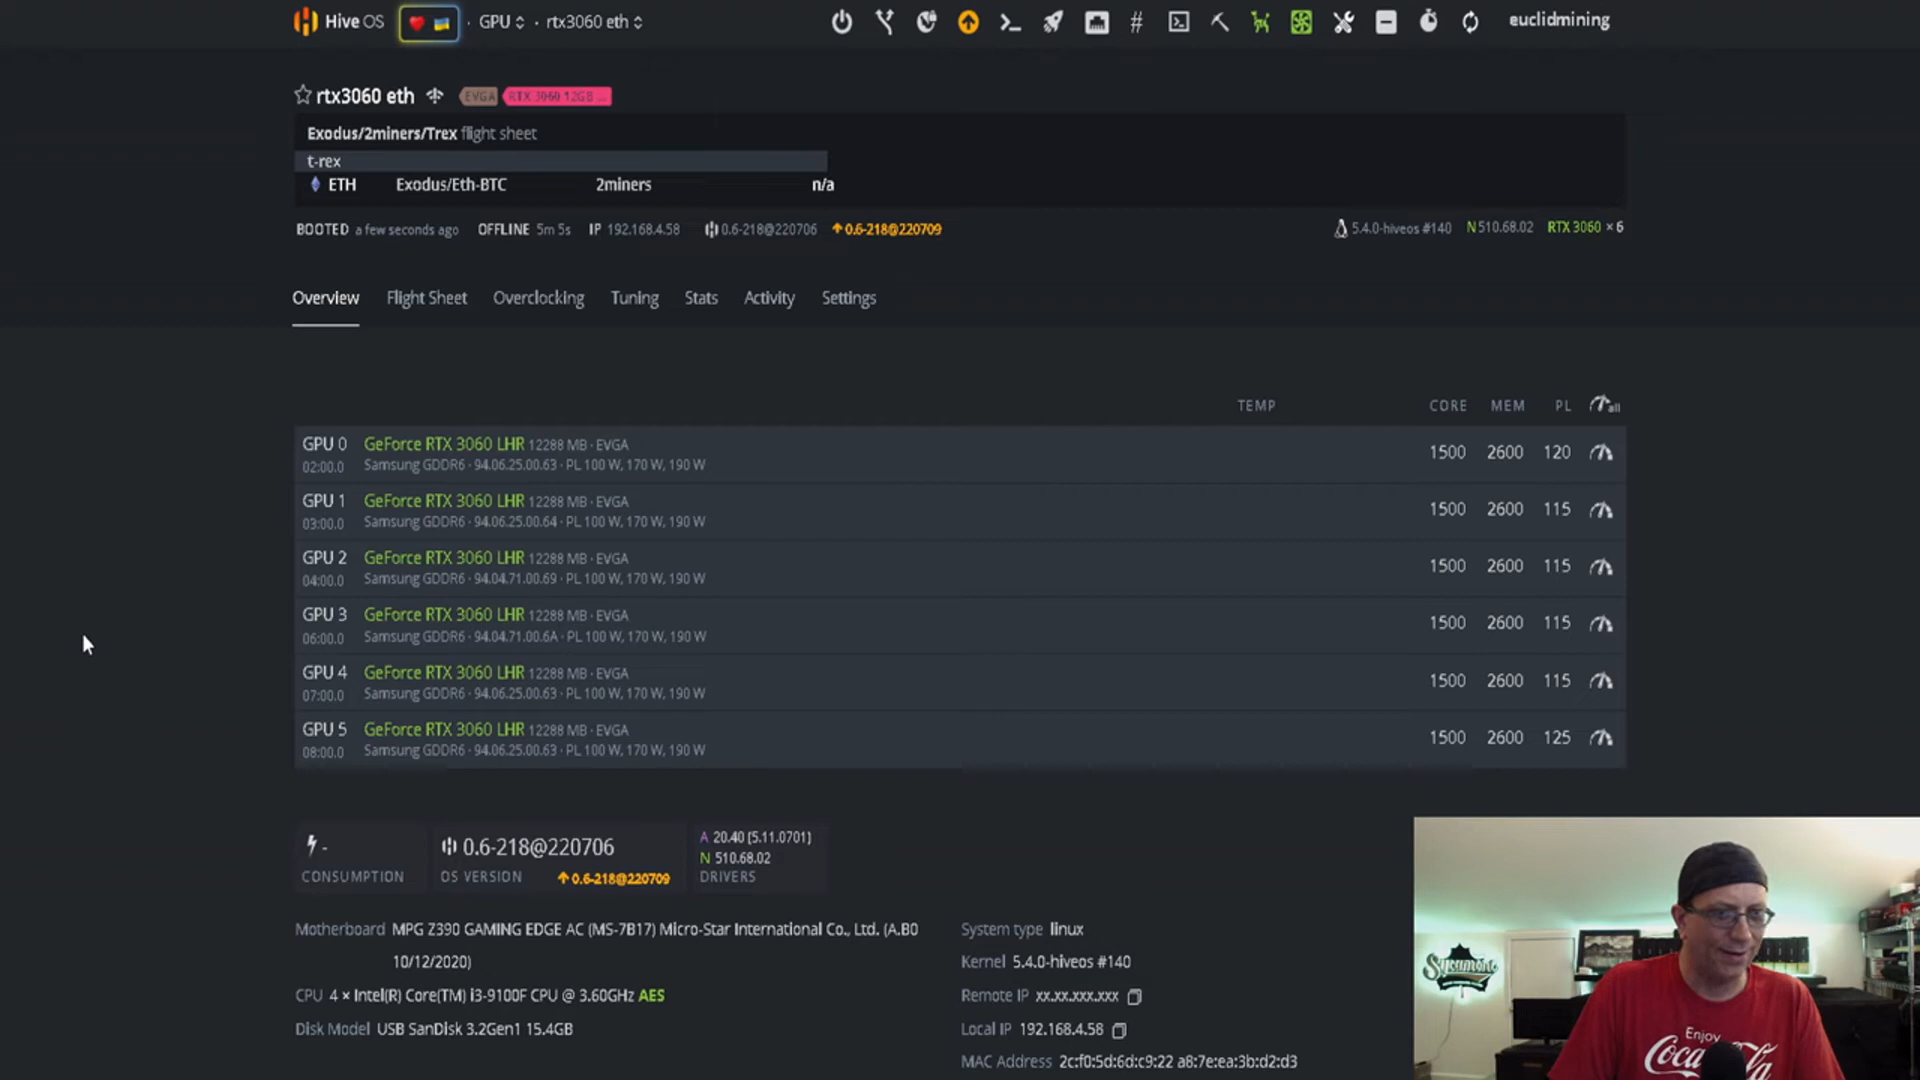 Hive OS GPU · rtx3060 eth euclidmining
rtx3060 eth EVGA RTX 3060 12GB ...
Exodus/2miners/Trex flight sheet
t-rex
ETH Exodus/Eth-BTC 2miners n/a
BOOTED a few seconds ago OFFLINE 5m 5s IP 192.168.4.58 0.6-218@220706 0.6-218@220709 5.4.0-hiveos #140 N 510.68.02 RTX 3060 × 6
Overview Flight Sheet Overclocking Tuning Stats Activity Settings
TEMP CORE MEM PL all
GPU 0 GeForce RTX 3060 LHR 12288 MB · EVGA 1500 2600 120
02:00.0 Samsung GDDR6 · 94.06.25.00.63 · PL 100 W, 170 W, 190 W
GPU 1 GeForce RTX 3060 LHR 12288 MB · EVGA 1500 2600 115
03:00.0 Samsung GDDR6 · 94.06.25.00.64 · PL 100 W, 170 W, 190 W
GPU 2 GeForce RTX 3060 LHR 12288 MB · EVGA 1500 2600 115
04:00.0 Samsung GDDR6 · 94.04.71.00.69 · PL 100 W, 170 W, 190 W
GPU 3 GeForce RTX 3060 LHR 12288 MB · EVGA 1500 2600 115
06:00.0 Samsung GDDR6 · 94.04.71.00.6A · PL 100 W, 170 W, 190 W
GPU 4 GeForce RTX 3060 LHR 12288 MB · EVGA 1500 2600 115
07:00.0 Samsung GDDR6 · 94.06.25.00.63 · PL 100 W, 170 W, 190 W
GPU 5 GeForce RTX 3060 LHR 12288 MB · EVGA 1500 2600 125
08:00.0 Samsung GDDR6 · 94.06.25.00.63 · PL 100 W, 170 W, 190 W
- 0.6-218@220706 A 20.40 (5.11.0701)
N 510.68.02
CONSUMPTION OS VERSION 0.6-218@220709 DRIVERS
Motherboard MPG Z390 GAMING EDGE AC (MS-7B17) Micro-Star International Co., Ltd. (A.B0
10/12/2020)
CPU 4 × Intel(R) Core(TM) i3-9100F CPU @ 3.60GHz AES
Disk Model USB SanDisk 3.2Gen1 15.4GB
System type linux
Kernel 5.4.0-hiveos #140
Remote IP xx.xx.xxx.xxx
Local IP 192.168.4.58
MAC Address 2c:f0:5d:6d:c9:22 a8:7e:ea:3b:d2:d3
Sycamore
Enjoy
Coca-Cola